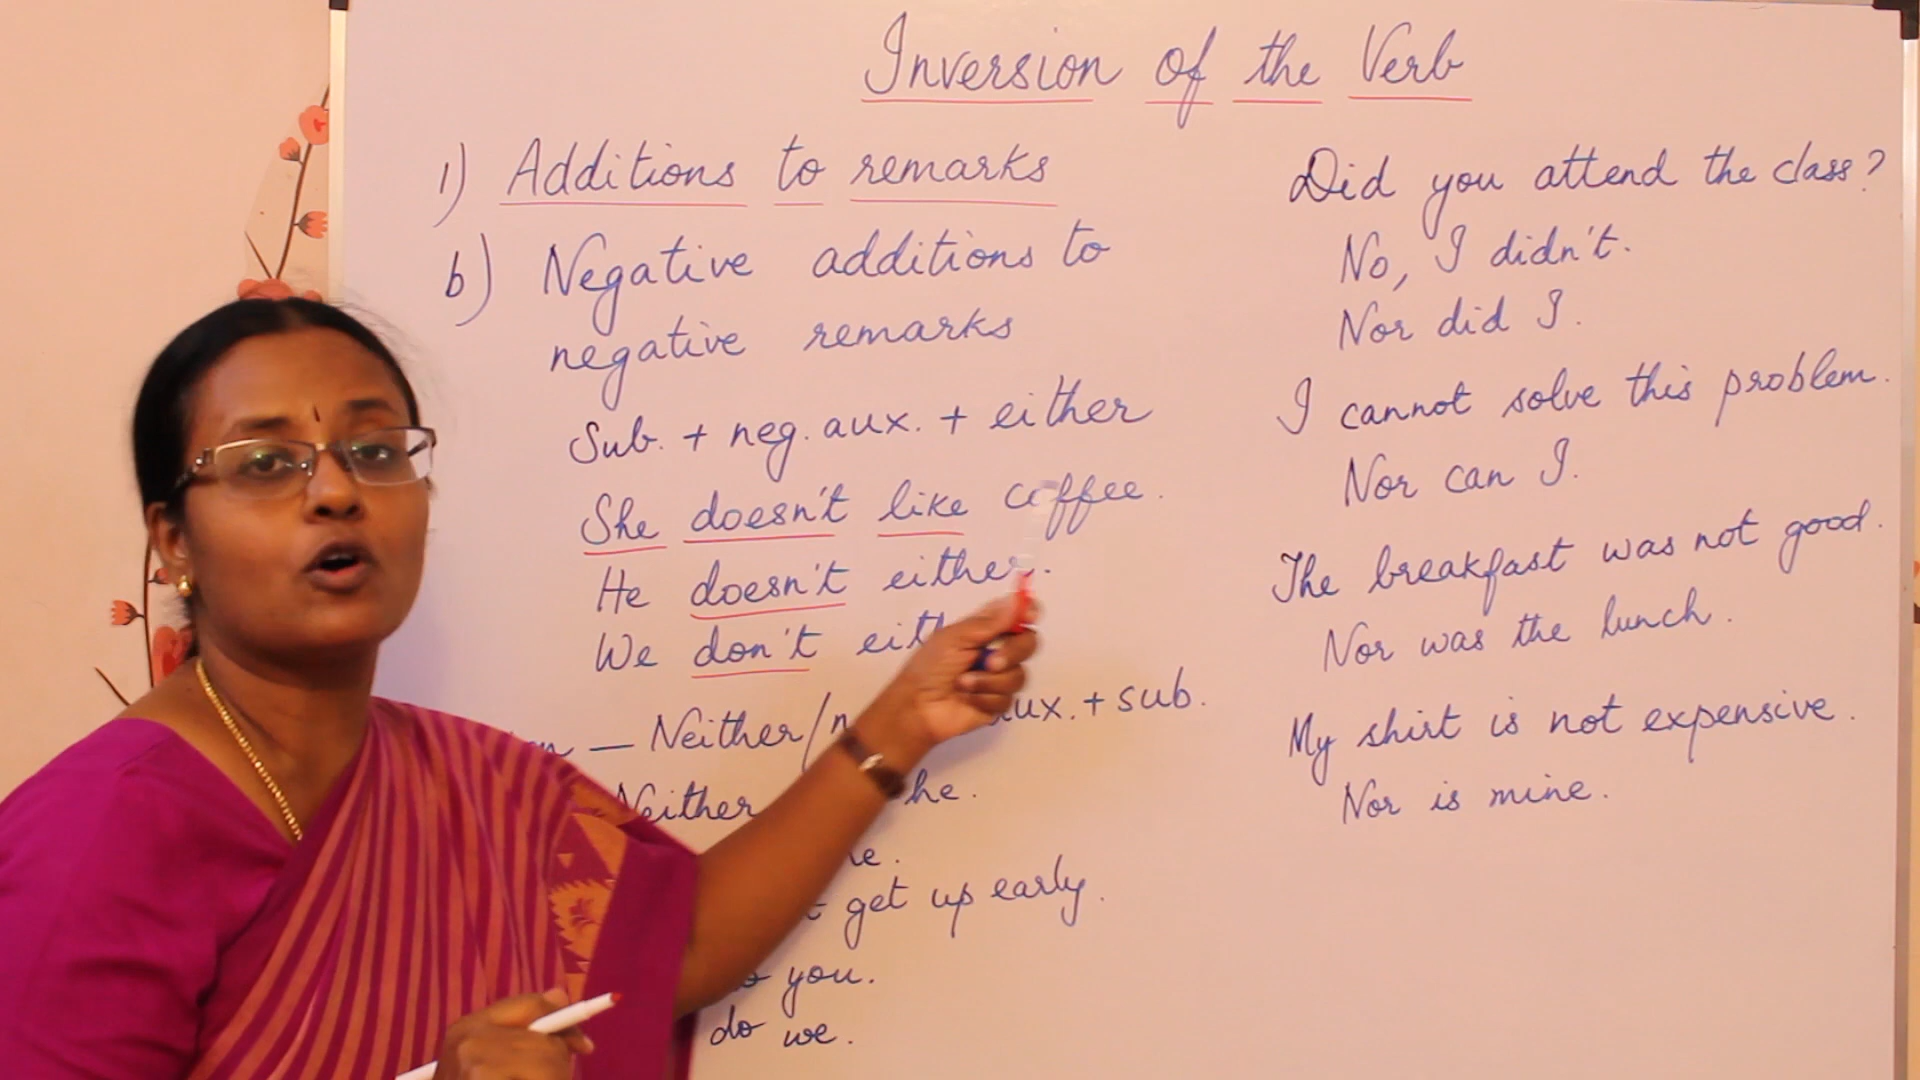 Inversion of the Verb
1) Additions to remarks
b) Negative additions to
negative remarks
Sub. + neg. aux. + either
She doesn't like coffee.
He doesn't either.
We don't
— Neither/ aux. + sub.
Neither he.
get up early.
you.
do we.
Did you attend the class?
No, I didn't.
Nor did I.
I cannot solve this problem.
Nor can I.
The breakfast was not good.
Nor was the lunch.
My shirt is not expensive.
Nor is mine.